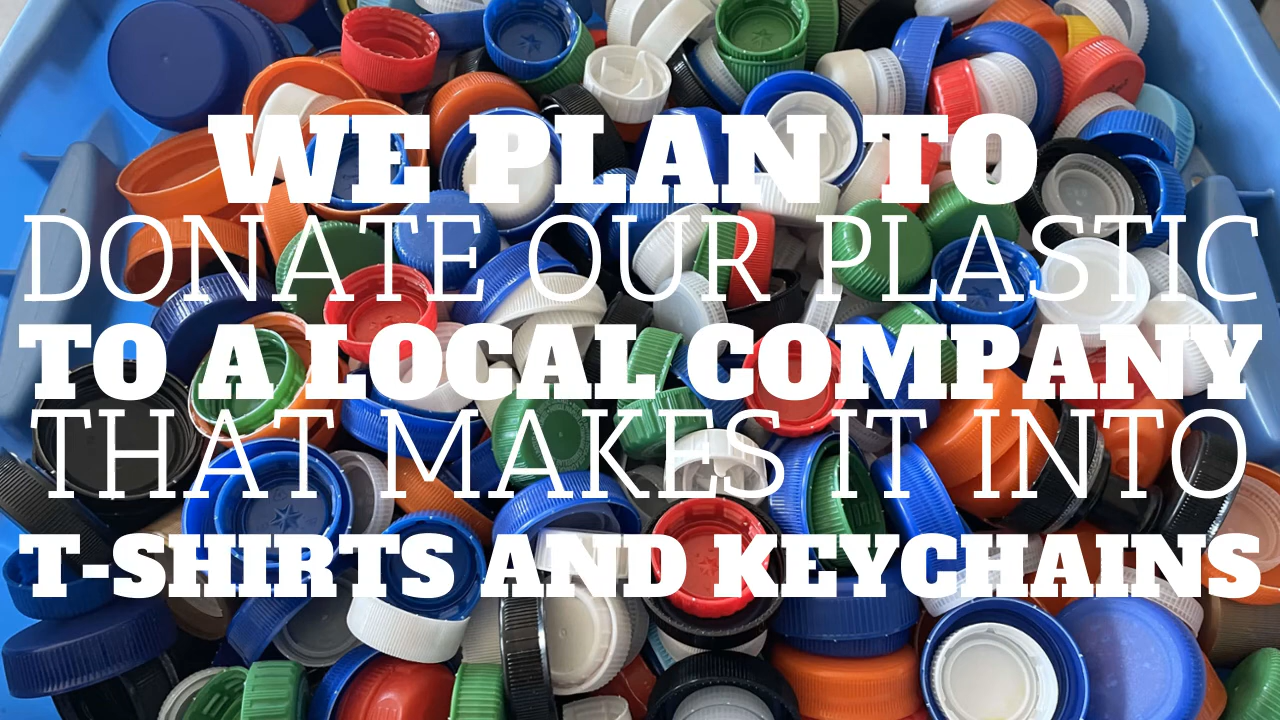 WE PLAN TO
DONATE OUR PLASTIC
TO A LOCAL COMPANY
THAT MAKES IT INTO
T-SHIRTS AND KEYCHAINS